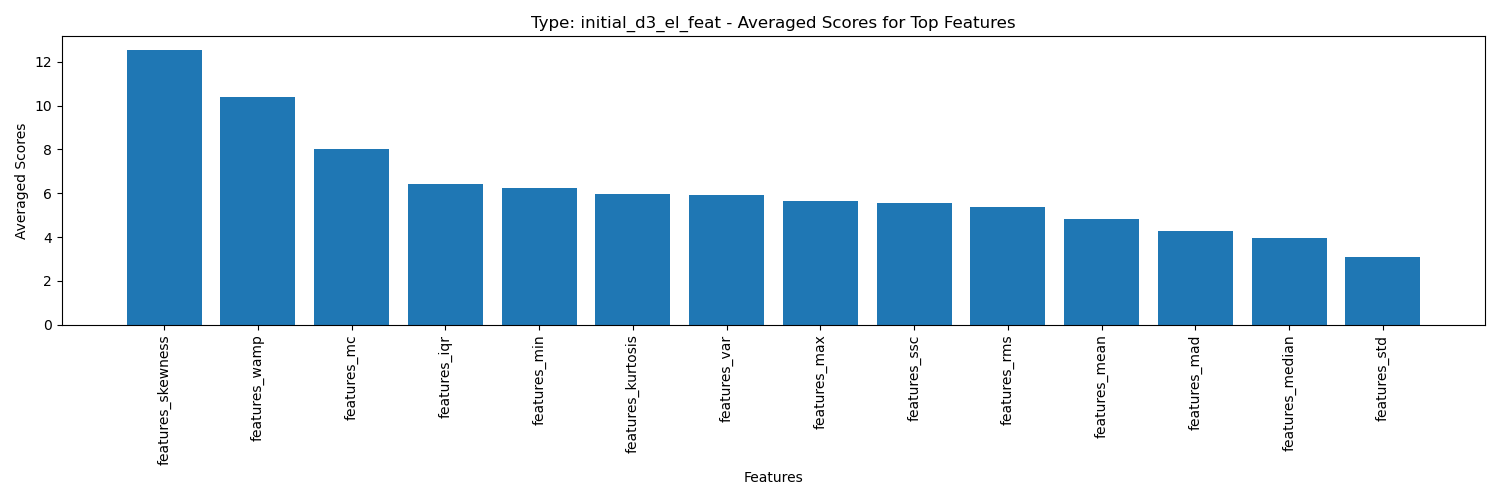 Type: initial_d3_el_feat - Averaged Scores for Top Features
Averaged Scores
12
10
8
6
4
2
0
features_skewness
features_wamp
features_mc
features_iqr
features_min
features_kurtosis
features_var
features_max
features_ssc
features_rms
features_mean
features_mad
features_median
features_std
Features